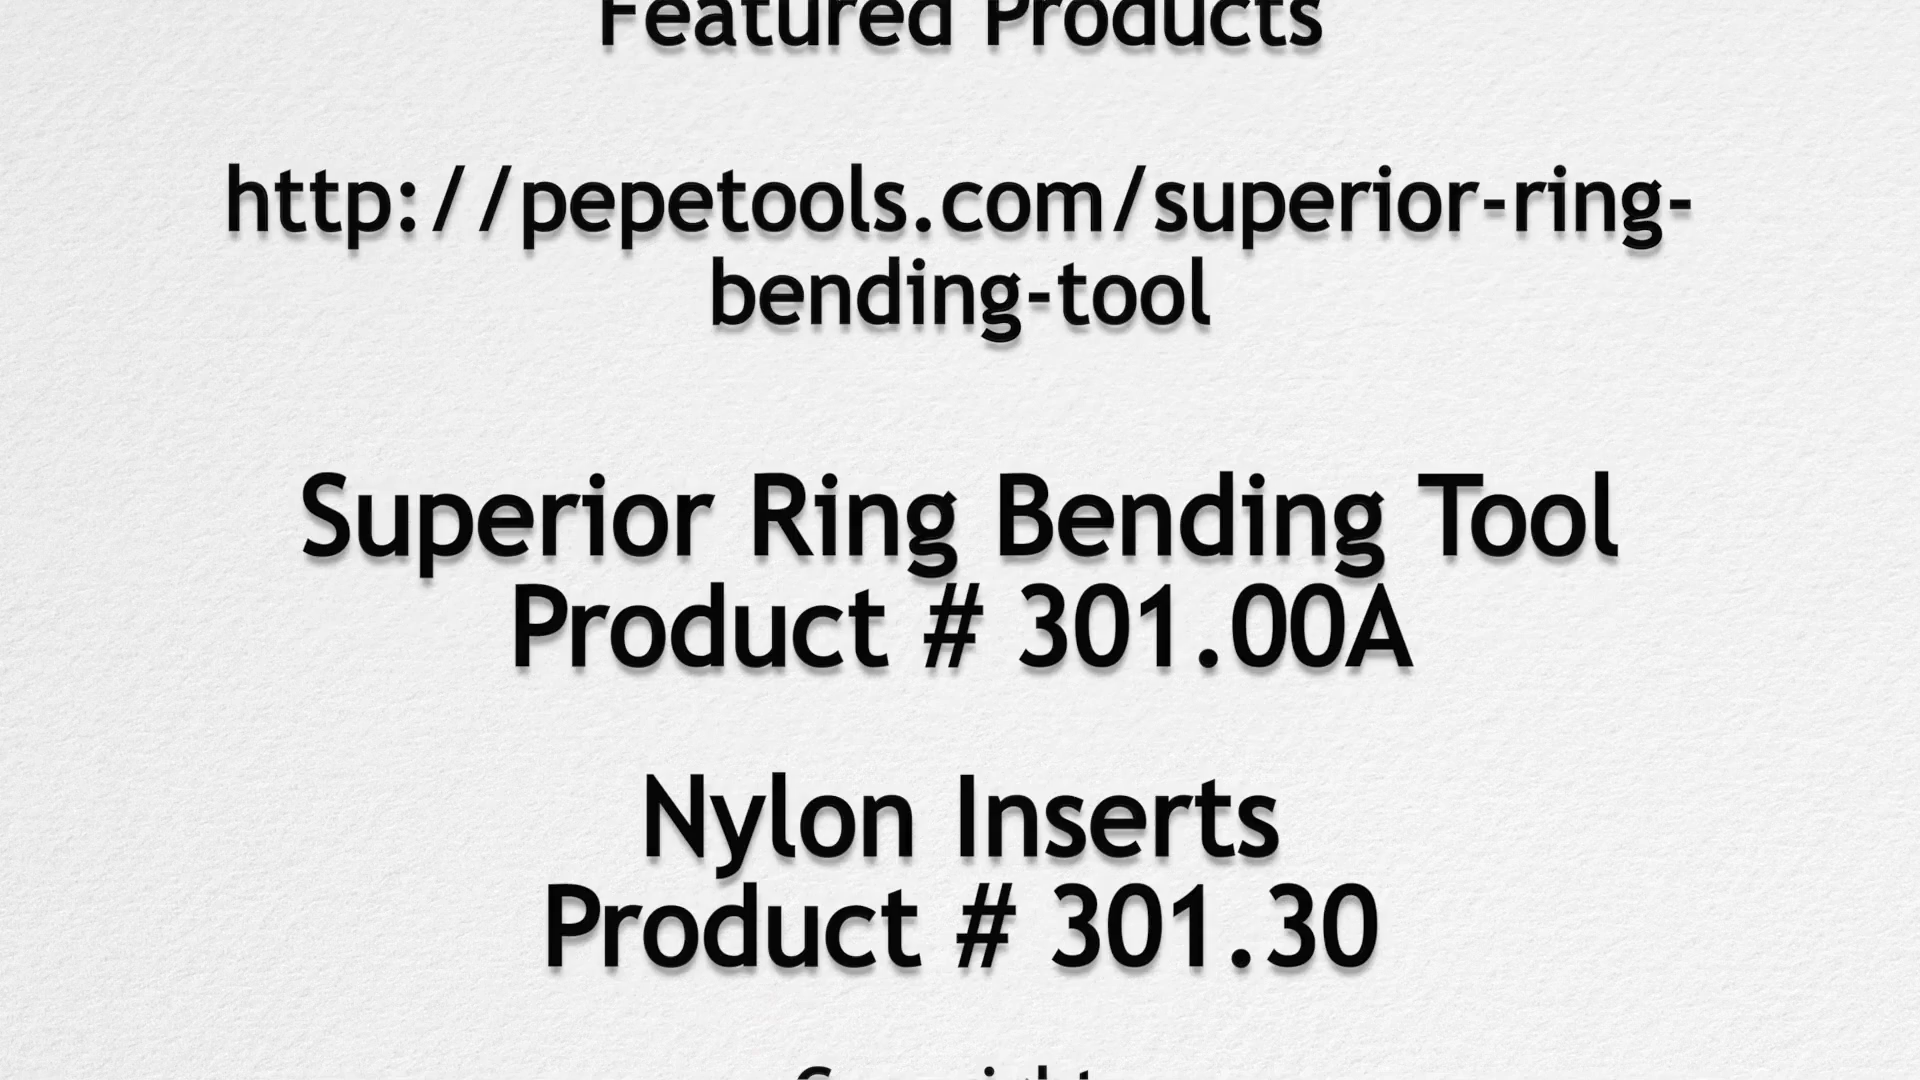 Featured Products
http://pepetools.com/superior-ring-
bending-tool
Superior Ring Bending Tool
Product # 301.00A
Nylon Inserts
Product # 301.30